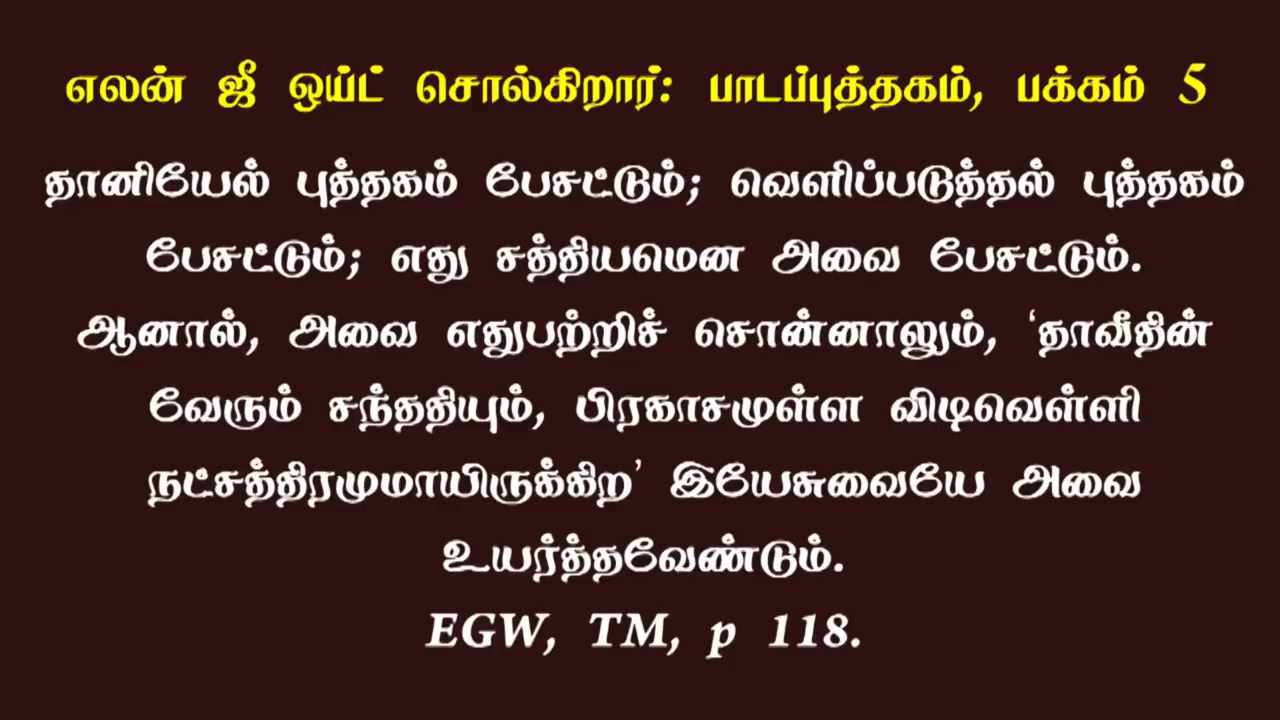 எலன் ஜீ ஒய்ட் சொல்கிறார்: பாடப்புத்தகம், பக்கம் 5
தானியேல் புத்தகம் பேசட்டும்; வெளிப்படுத்தல் புத்தகம்
பேசட்டும்; எது சத்தியமென அவை பேசட்டும்.
ஆனால், அவை எதுபற்றிச் சொன்னாலும், ‘தாவீதின்
வேரும் சந்ததியும், பிரகாசமுள்ள விடிவெள்ளி
நட்சத்திரமுமாயிருக்கிற’ இயேசுவையே அவை
உயர்த்தவேண்டும்.
EGW, TM, p 118.